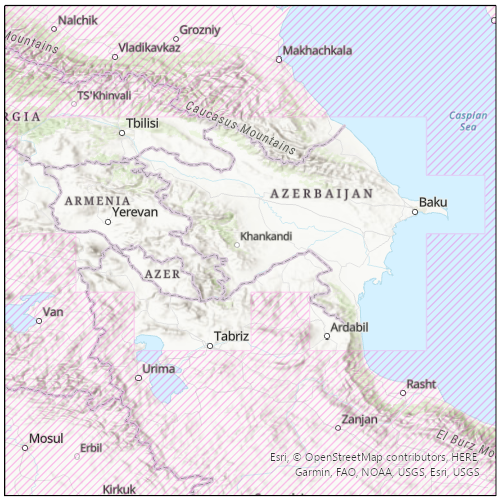 Nalchik
Grozniy
Vladikavkaz
Makhachkala
Mountains
TS'Khinvali
Caucasus Mountains
RGIA
Tbilisi
Caspian
Sea
AZERBAIJAN
ARMENIA
Yerevan
Baku
Khankandi
AZER
Van
Tabriz
Ardabil
Urima
Rasht
Zanjan
Mosul
Erbil
El Burz Mo
Kirkuk
Esri, © OpenStreetMap contributors, HERE,
Garmin, FAO, NOAA, USGS, Esri, USGS